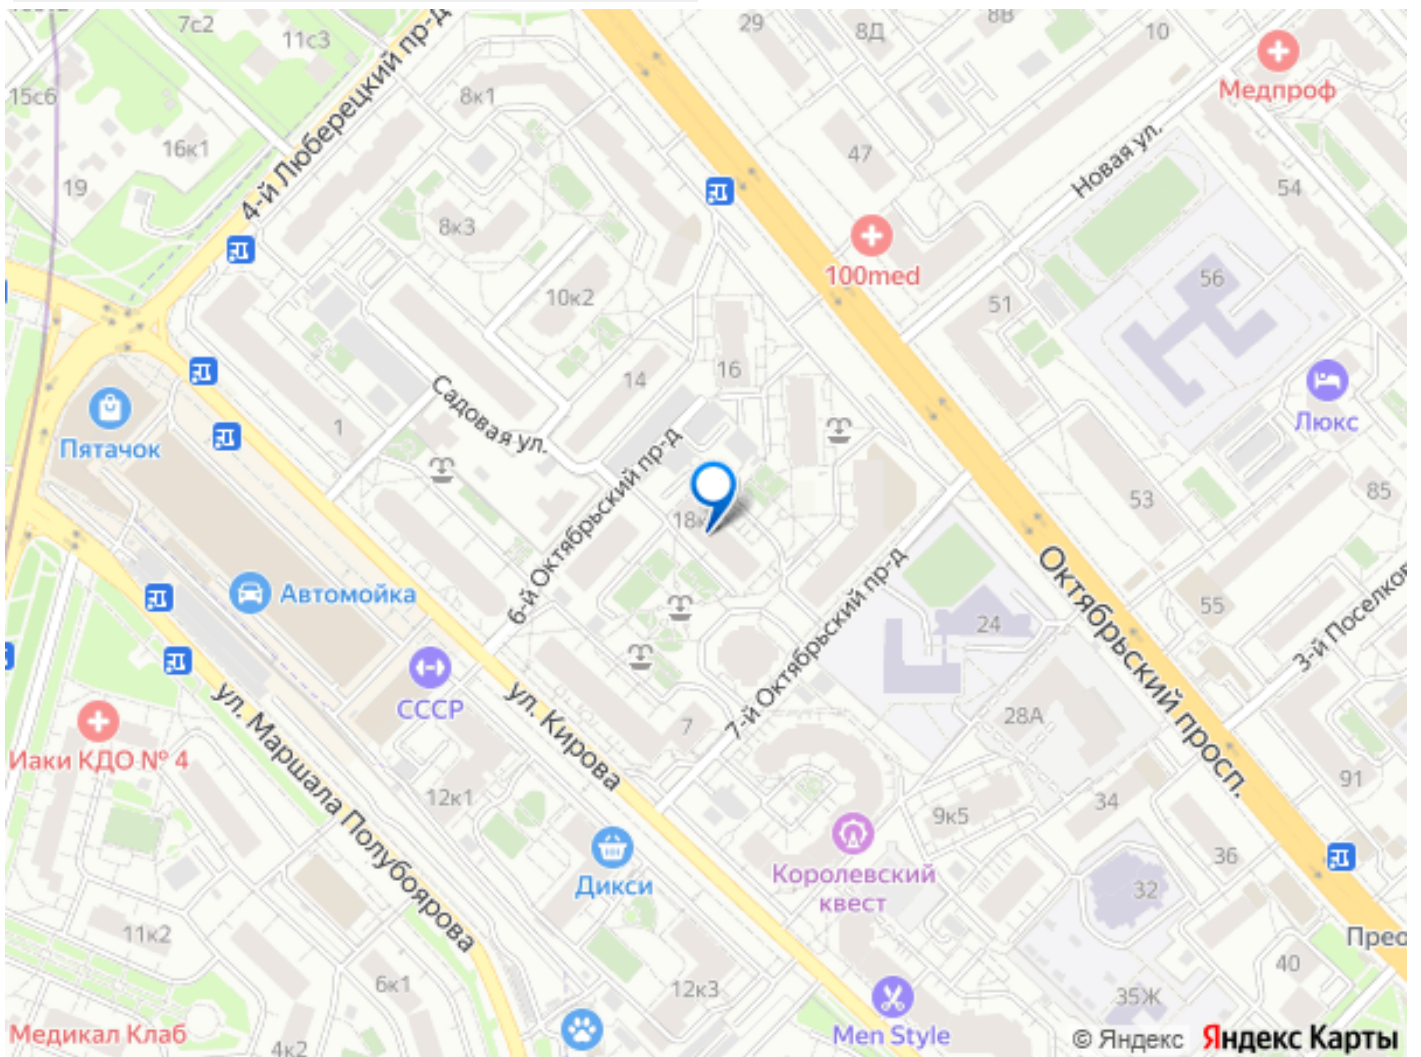 7с2
11с3
29
8Д
8В
10
15с6
8к1
Медпроф
4-й Люберецкий пр-д
16к1
47
Новая ул.
19
54
8к3
100med
56
10к2
51
16
14
Садовая ул.
Люкс
Пятачок
1
6-й Октябрьский пр-д
53
85
18к
Октябрьский просп.
Автомойка
7-й Октябрьский пр-д
55
24
3-й Поселков
СССР
ул. Кирова
28А
7
ул. Маршала Полубоярова
Иаки КДО № 4
91
12к1
34
9к5
36
Дикси
Королевский
квест
32
11к2
Прео
40
6к1
12к3
35Ж
Медикал Клаб
Men Style
4к2
© Яндекс Яндекс Карты